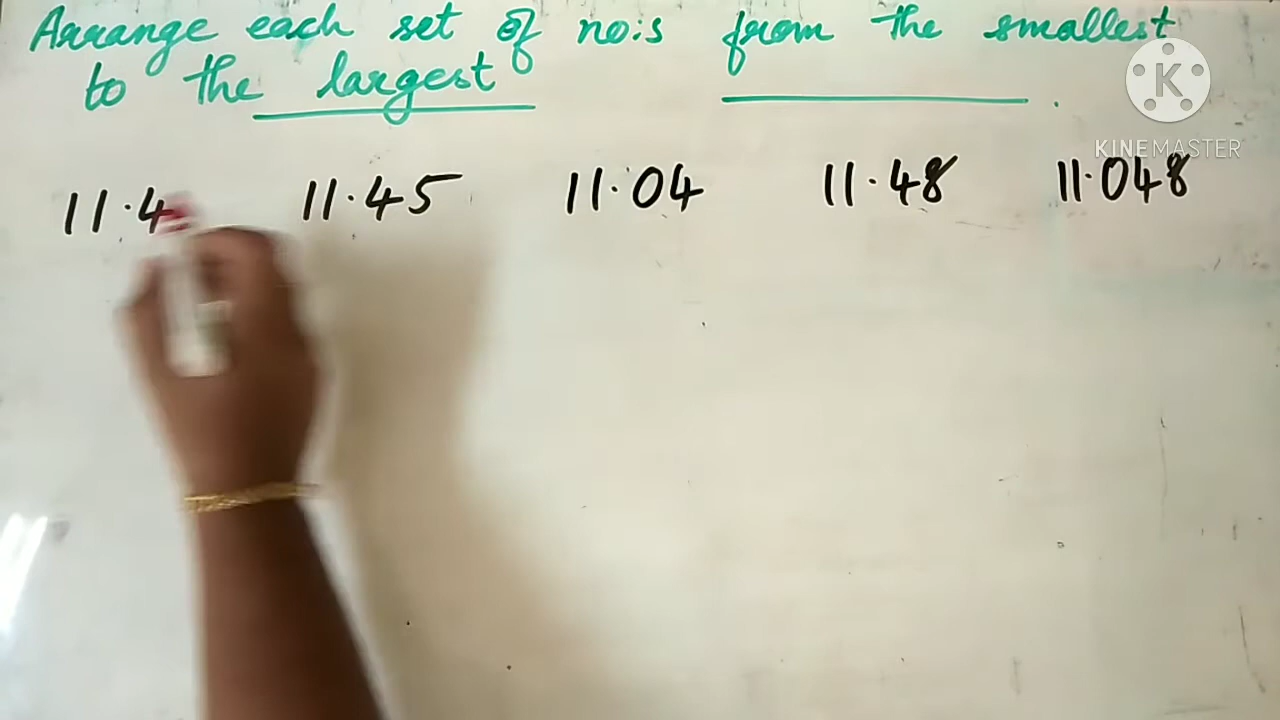 Arrange each set of no:s from the smallest
to the largest .
K
KINEMASTER
11.4 11.45 11.04 11.48 11.048